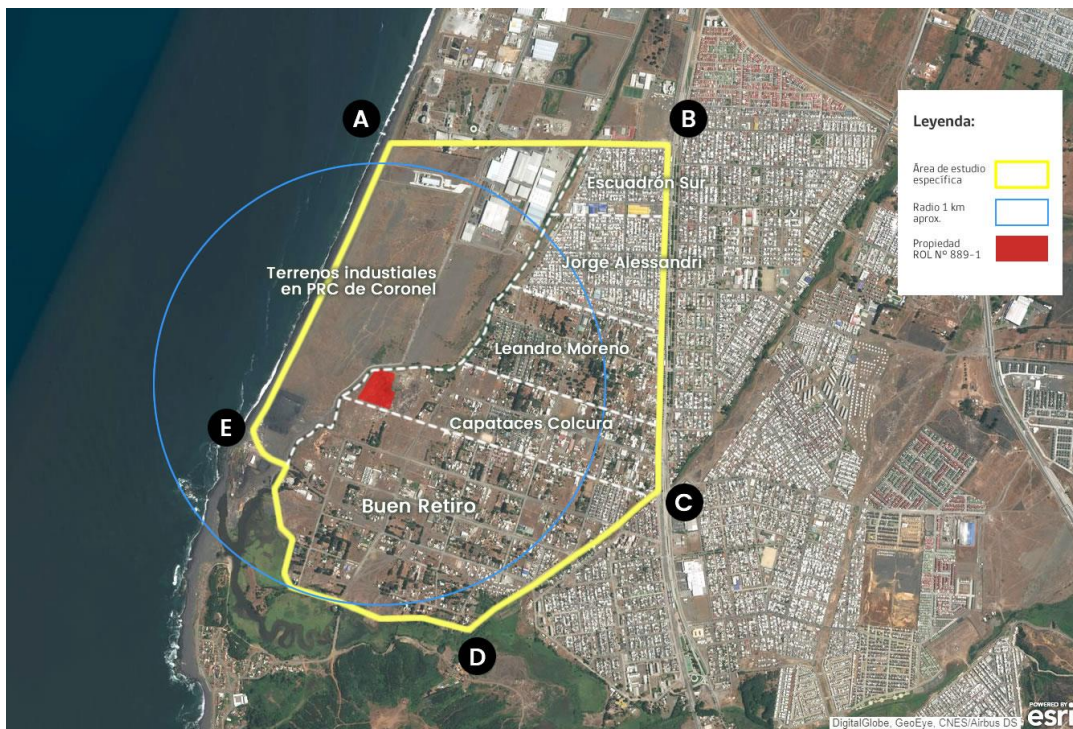 A
B
Leyenda:
Área de estudio
específica
Radio 1 km
aprox.
Propiedad
ROL Nº 889-1
Escuadrón Sur
Jorge Alessandri
Terrenos industiales
en PRC de Coronel
Leandro Moreno
Capataces Colcura
E
Buen Retiro
C
D
POWERED BY
esri
DigitalGlobe, GeoEye, CNES/Airbus DS